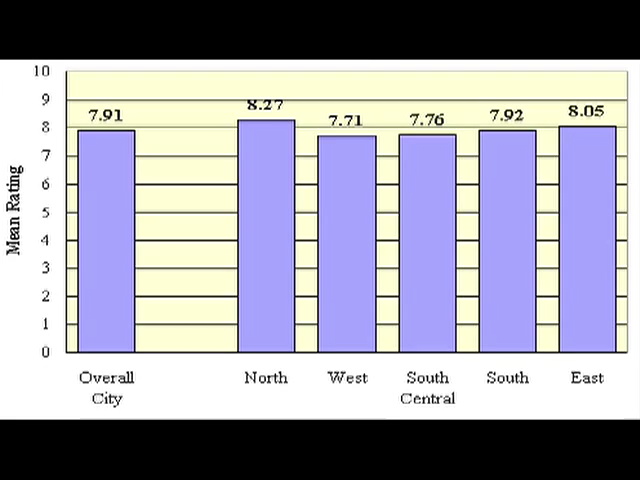 Mean Rating
10
9
8
7
6
5
4
3
2
1
0
7.91
8.27
7.71
7.76
7.92
8.05
Overall
City
North
West
South
Central
South
East